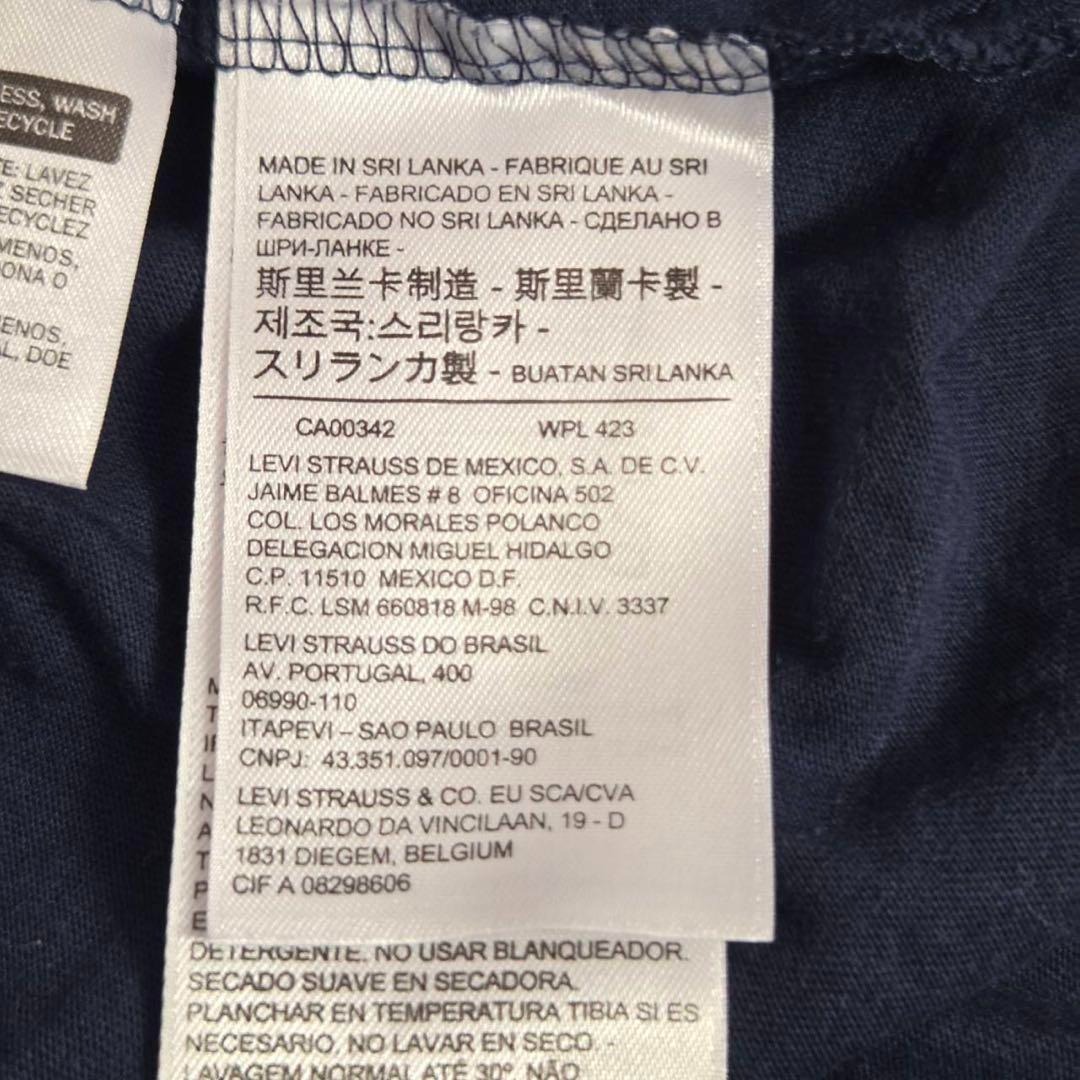 ESS, WASH
ECYCLE
E: LAVEZ
SECHER
ECYCLEZ
MENOS,
DONA O
MENOS,
L, DOE
MADE IN SRI LANKA - FABRIQUE AU SRI
LANKA - FABRICADO EN SRI LANKA -
FABRICADO NO SRI LANKA - СДЕЛАНО В
ШРИ-ЛАНКЕ -
斯里兰卡制造 - 斯里蘭卡製 -
제조국:스리랑카 -
スリランカ製 - BUATAN SRI LANKA
CA00342 WPL 423
LEVI STRAUSS DE MEXICO, S.A. DE C.V.
JAIME BALMES # 8 OFICINA 502
COL. LOS MORALES POLANCO
DELEGACION MIGUEL HIDALGO
C.P. 11510 MEXICO D.F.
R.F.C. LSM 660818 M-98 C.N.I.V. 3337
LEVI STRAUSS DO BRASIL
AV. PORTUGAL, 400
06990-110
ITAPEVI – SAO PAULO BRASIL
CNPJ: 43.351.097/0001-90
LEVI STRAUSS & CO. EU SCA/CVA
LEONARDO DA VINCILAAN, 19 - D
1831 DIEGEM, BELGIUM
CIF A 08298606
DETERGENTE. NO USAR BLANQUEADOR.
SECADO SUAVE EN SECADORA.
PLANCHAR EN TEMPERATURA TIBIA SI ES
NECESARIO. NO LAVAR EN SECO. -
LAVAGEM NORMAL ATÉ 30º. NÃO